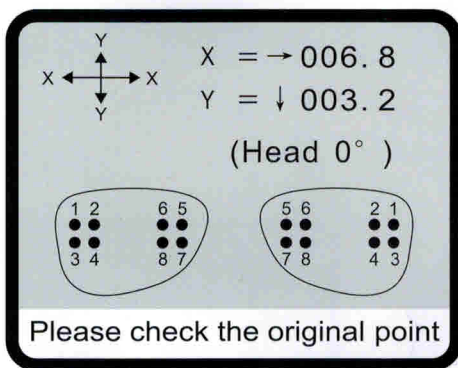 Y
X X
Y
X = → 006. 8
Y = ↓ 003. 2
(Head 0° )
1 2 6 5
3 4 8 7
5 6 2 1
7 8 4 3
Please check the original point